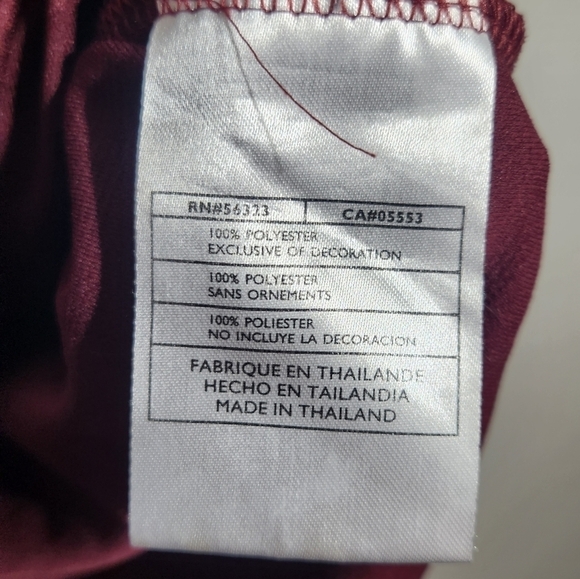 RN#56323 CA#05553
100% POLYESTER
EXCLUSIVE OF DECORATION
100% POLYESTER
SANS ORNEMENTS
100% POLIESTER
NO INCLUYE LA DECORACION
FABRIQUE EN THAILANDE
HECHO EN TAILANDIA
MADE IN THAILAND